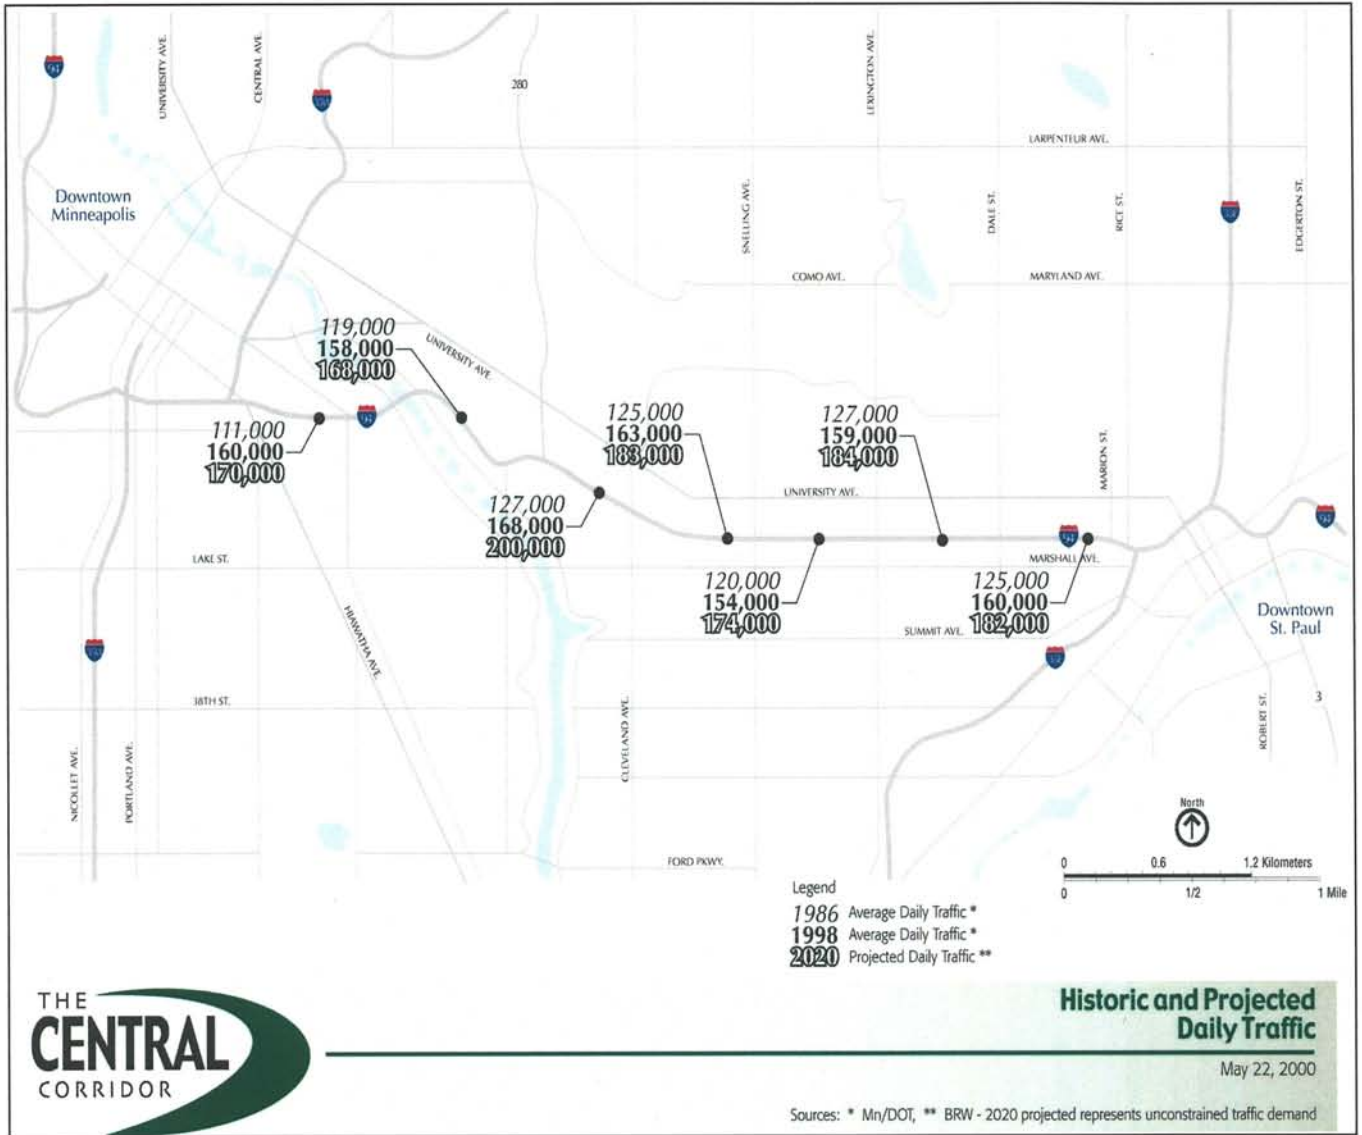 94
UNIVERSITY AVE.
CENTRAL AVE.
280
LEXINGTON AVE.
LARPENTEUR AVE.
Downtown
Minneapolis
SNELLING AVE.
DALE ST.
RICE ST.
EDGERTON ST.
COMO AVE.
MARYLAND AVE.
119,000
158,000
168,000
UNIVERSITY AVE.
111,000
160,000
170,000
94
125,000
163,000
183,000
127,000
159,000
184,000
MARION ST.
UNIVERSITY AVE.
127,000
168,000
200,000
94
94
LAKE ST.
MARSHALL AVE.
120,000
154,000
174,000
125,000
160,000
182,000
HIAWATHA AVE.
SUMMIT AVE.
Downtown
St. Paul
38TH ST.
3
NICOLLET AVE.
PORTLAND AVE.
CLEVELAND AVE.
ROBERT ST.
North
FORD PKWY.
0 0.6 1.2 Kilometers
0 1/2 1 Mile
Legend
1986 Average Daily Traffic *
1998 Average Daily Traffic *
2020 Projected Daily Traffic **
THE
CENTRAL
CORRIDOR
Historic and Projected
Daily Traffic
May 22, 2000
Sources: * Mn/DOT, ** BRW - 2020 projected represents unconstrained traffic demand